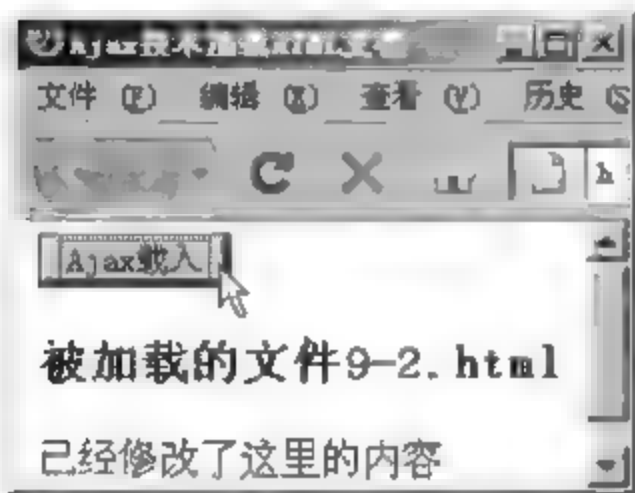 文件 (F) 编辑 (E) 查看 (V) 历史 (S
h
Ajax载入
被加载的文件9-2.html
已经修改了这里的内容